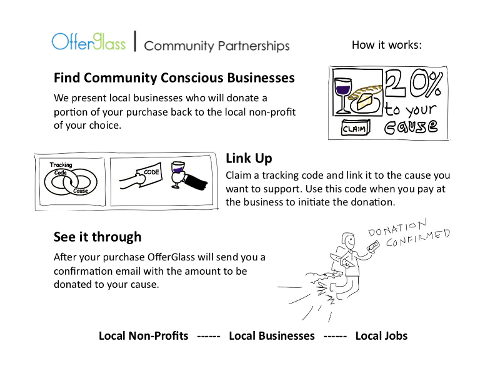 OfferGlass | Community Partnerships
How it works:
Find Community Conscious Businesses
We present local businesses who will donate a
portion of your purchase back to the local non-profit
of your choice.
20%
to your
CLAIM
cause
Tracking
Code
Cause
CODE
Link Up
Claim a tracking code and link it to the cause you
want to support. Use this code when you pay at
the business to initiate the donation.
See it through
After your purchase OfferGlass will send you a
confirmation email with the amount to be
donated to your cause.
DONATION
CONFIRMED
Local Non-Profits ------ Local Businesses ------ Local Jobs